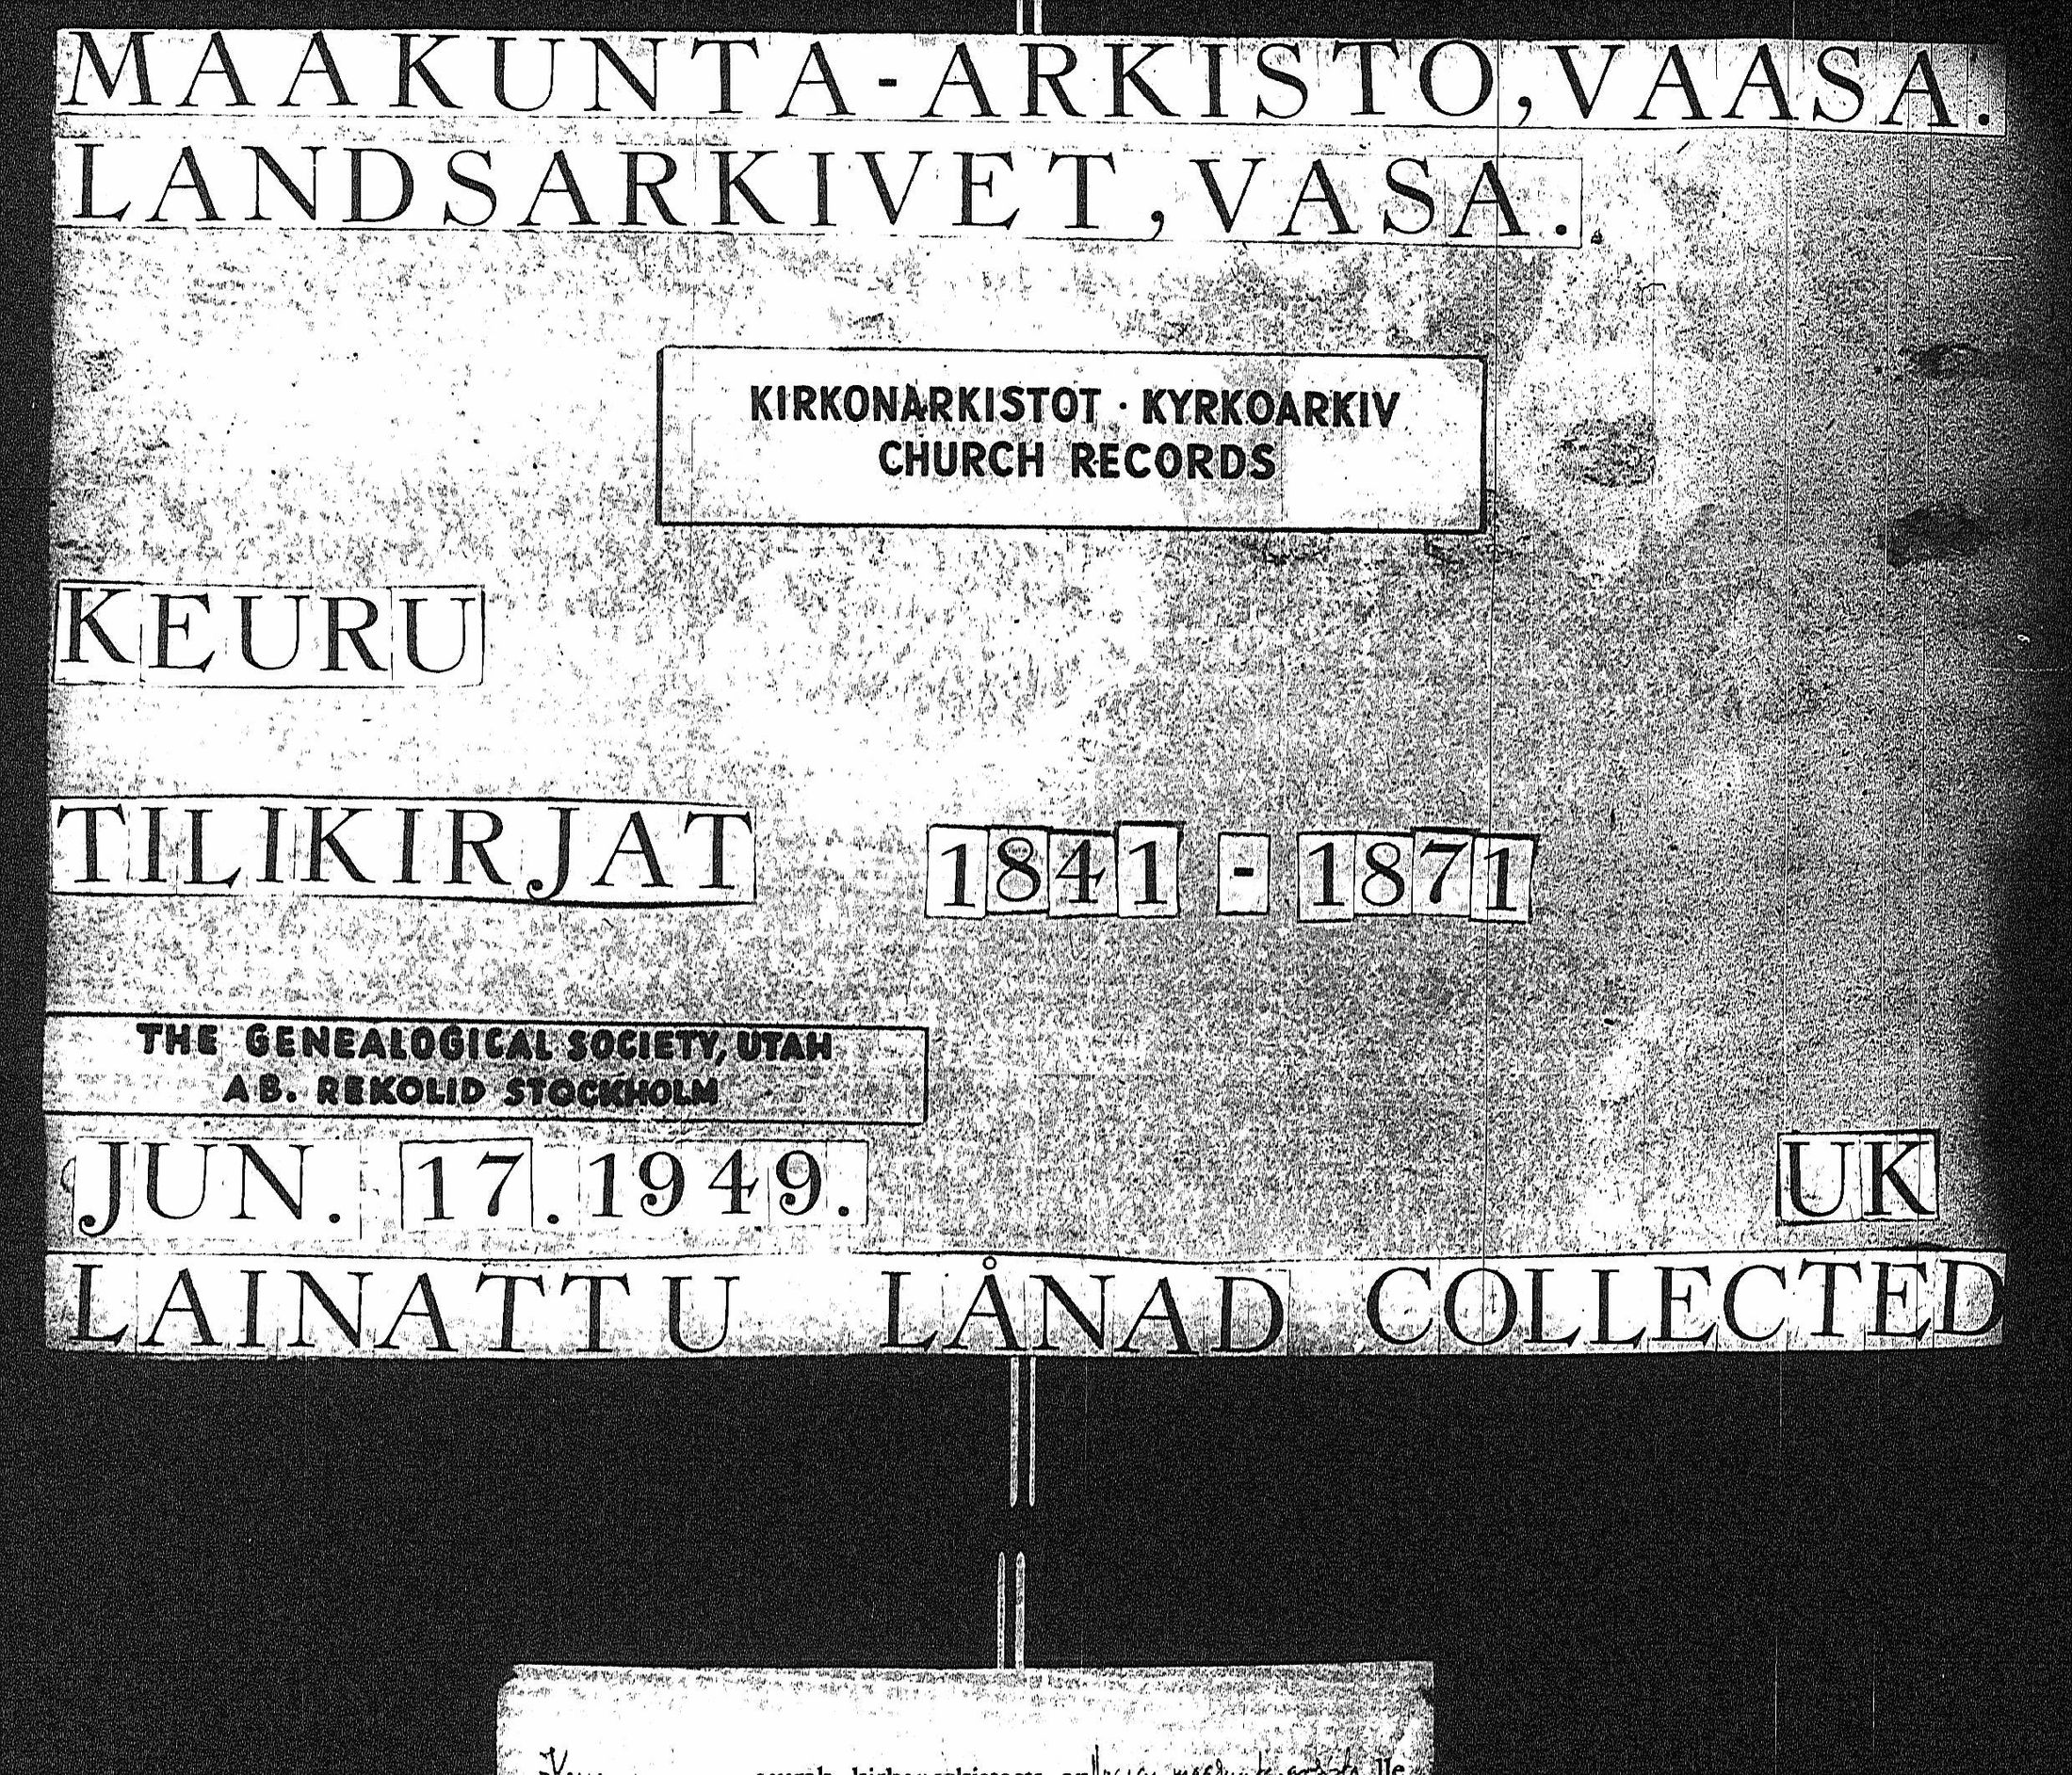 MAAKUNTA-ARKISTO, VAASA.
LANDSARKIVET, VASA.
KIRKONARKISTOT · KYRKOARKIV
CHURCH RECORDS
KEURU
TILIKIRJAT 1841 - 1871
THE GENEALOGICAL SOCIETY, UTAH
AB. REKOLID STOCKHOLM
JUN. 17. 1949. UK
LAINATTU LÅNAD COLLECTED